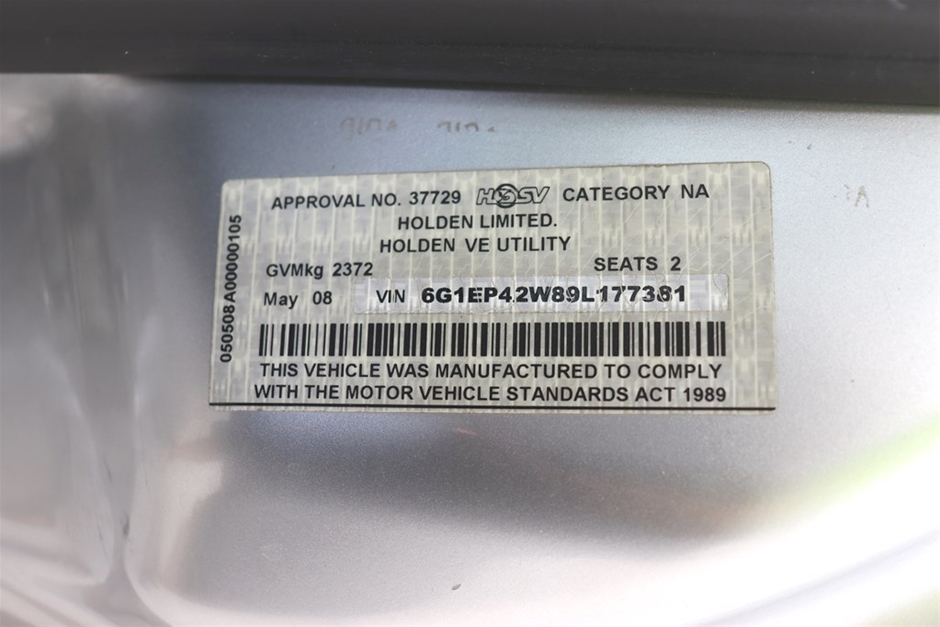 APPROVAL NO. 37729 HSV CATEGORY NA
HOLDEN LIMITED.
HOLDEN VE UTILITY
GVMkg 2372 SEATS 2
May 08 VIN 6G1EP42W89L177381
THIS VEHICLE WAS MANUFACTURED TO COMPLY
WITH THE MOTOR VEHICLE STANDARDS ACT 1989
050508A00000105